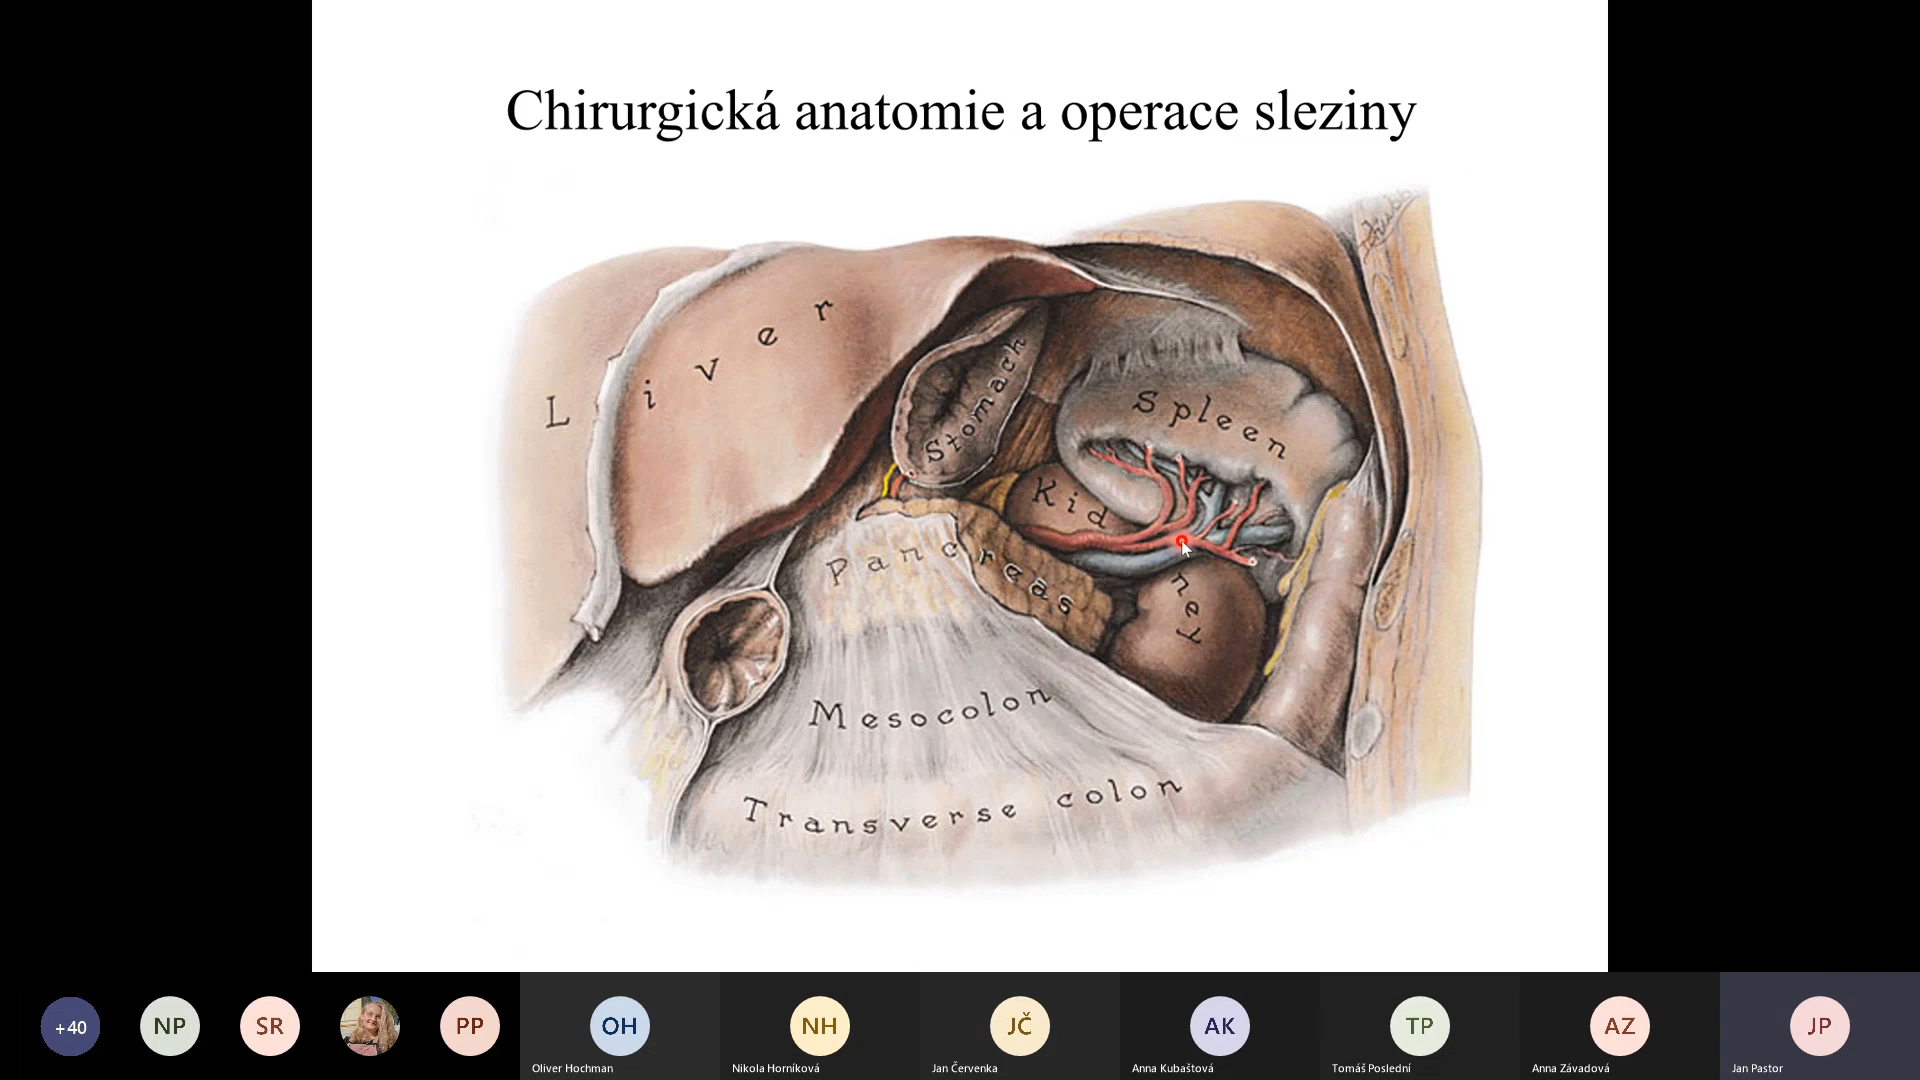 Chirurgická anatomie a operace sleziny
Liver
Stomach
Spleen
Kidney
Pancreas
Mesocolon
Transverse colon
+40
NP
SR
PP
OH
NH
JČ
AK
TP
AZ
JP
Oliver Hochman
Nikola Horníková
Jan Červenka
Anna Kubaštová
Tomáš Poslední
Anna Závadová
Jan Pastor